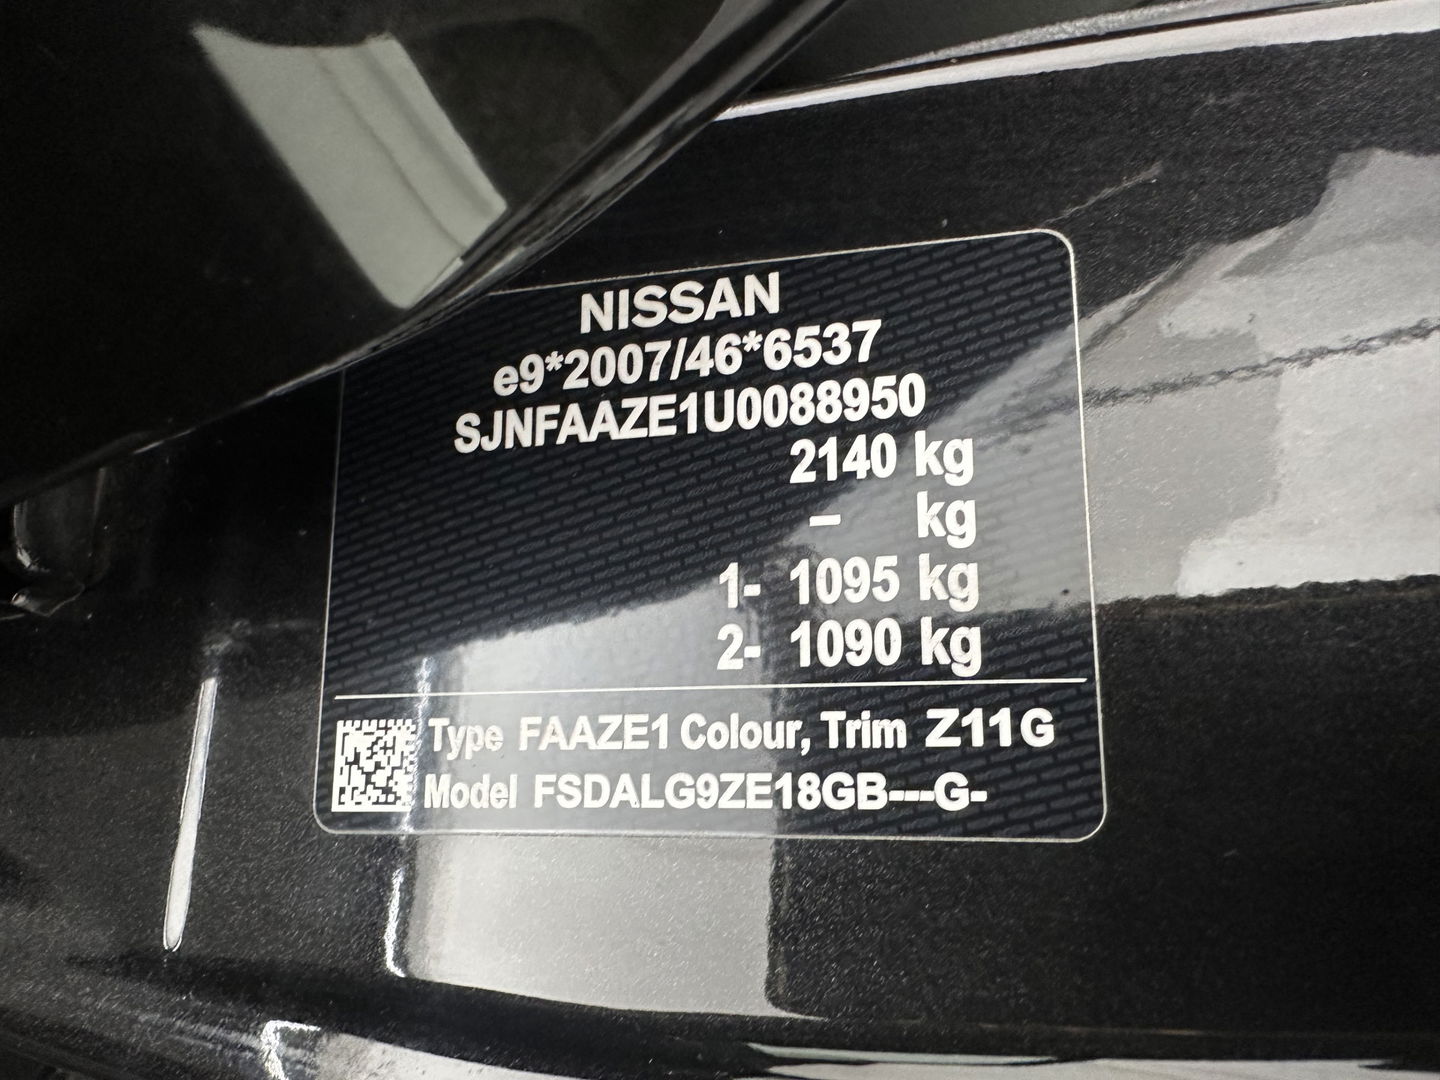 NISSAN
e9*2007/46*6537
SJNFAAZE1U0088950
2140 kg
– kg
1- 1095 kg
2- 1090 kg
Type FAAZE1 Colour, Trim Z11 G
Model FSDALG9ZE18GB---G-